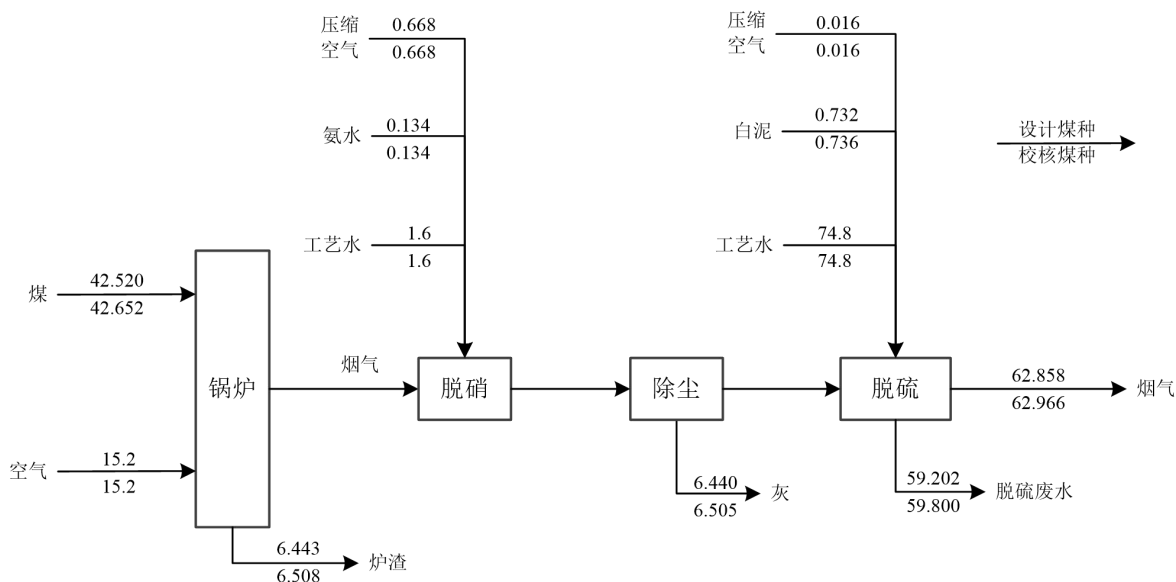 压缩
空气
0.668
0.668
氨水
0.134
0.134
工艺水
1.6
1.6
压缩
空气
0.016
0.016
白泥
0.732
0.736
工艺水
74.8
74.8
设计煤种
校核煤种
煤
42.520
42.652
空气
15.2
15.2
锅炉
6.443
6.508
炉渣
烟气
脱硝
除尘
6.440
6.505
灰
脱硫
59.202
59.800
脱硫废水
62.858
62.966
烟气